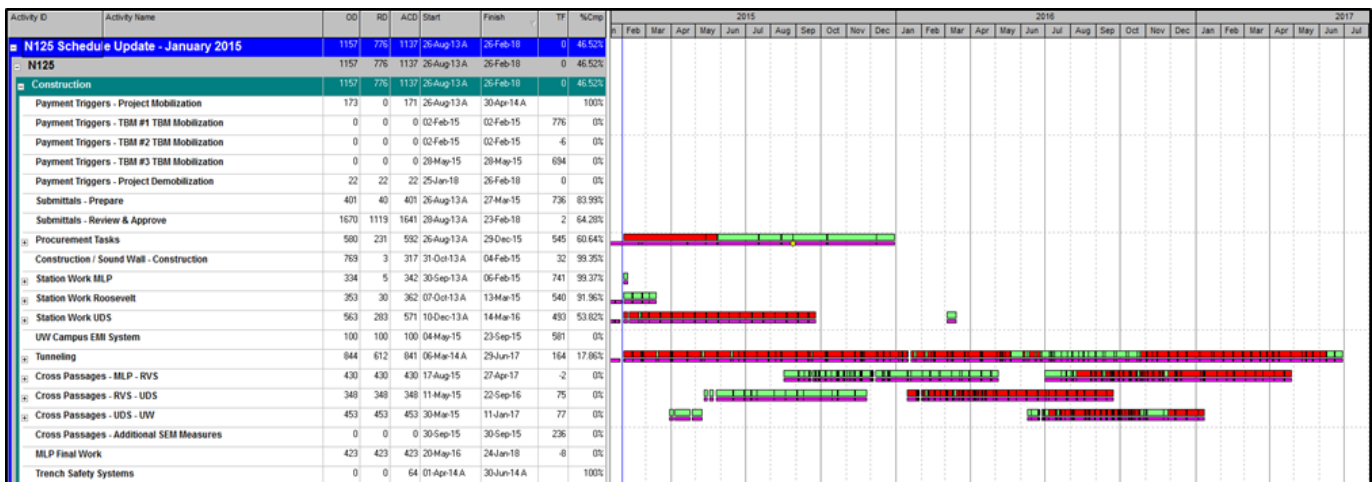 Activity ID Activity Name OD RD ACD Start Finish TF %Cmp 2015 2016 2017
n Feb Mar Apr May Jun Jul Aug Sep Oct Nov Dec Jan Feb Mar Apr May Jun Jul Aug Sep Oct Nov Dec Jan Feb Mar Apr May Jun Jul
N125 Schedule Update - January 2015 1157 776 1137 26-Aug-13 A 26-Feb-18 0 46.52%
N125 1157 776 1137 26-Aug-13 A 26-Feb-18 0 46.52%
Construction 1157 776 1137 26-Aug-13 A 26-Feb-18 0 46.52%
Payment Triggers - Project Mobilization 173 0 171 26-Aug-13 A 30-Apr-14 A 100%
Payment Triggers - TBM #1 TBM Mobilization 0 0 0 02-Feb-15 02-Feb-15 776 0%
Payment Triggers - TBM #2 TBM Mobilization 0 0 0 02-Feb-15 02-Feb-15 -6 0%
Payment Triggers - TBM #3 TBM Mobilization 0 0 0 28-May-15 28-May-15 694 0%
Payment Triggers - Project Demobilization 22 22 22 25-Jan-18 26-Feb-18 0 0%
Submittals - Prepare 401 40 401 26-Aug-13 A 27-Mar-15 736 83.99%
Submittals - Review & Approve 1670 1119 1641 28-Aug-13 A 23-Feb-18 2 64.28%
Procurement Tasks 580 231 592 26-Aug-13 A 29-Dec-15 545 60.64%
Construction / Sound Wall - Construction 769 3 317 31-Oct-13 A 04-Feb-15 32 99.35%
Station Work MLP 334 5 342 30-Sep-13 A 06-Feb-15 741 99.37%
Station Work Roosevelt 353 30 362 07-Oct-13 A 13-Mar-15 540 91.96%
Station Work UDS 563 283 571 10-Dec-13 A 14-Mar-16 493 53.82%
UW Campus EMI System 100 100 100 04-May-15 23-Sep-15 581 0%
Tunneling 844 612 841 06-Mar-14 A 29-Jun-17 164 17.86%
Cross Passages - MLP - RVS 430 430 430 17-Aug-15 27-Apr-17 -2 0%
Cross Passages - RVS - UDS 348 348 348 11-May-15 22-Sep-16 75 0%
Cross Passages - UDS - UW 453 453 453 30-Mar-15 11-Jan-17 77 0%
Cross Passages - Additional SEM Measures 0 0 0 30-Sep-15 30-Sep-15 236 0%
MLP Final Work 423 423 423 20-May-16 24-Jan-18 -8 0%
Trench Safety Systems 0 0 64 01-Apr-14 A 30-Jun-14 A 100%